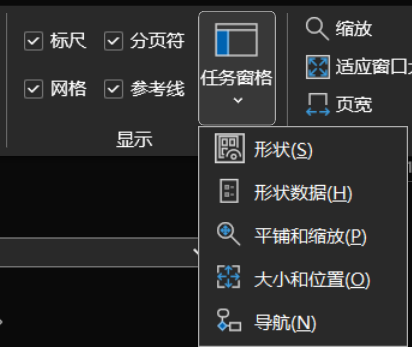 标尺
分页符
网格
参考线
显示
任务窗格
缩放
适应窗口
页宽
形状(S)
形状数据(H)
平铺和缩放(P)
大小和位置(O)
导航(N)